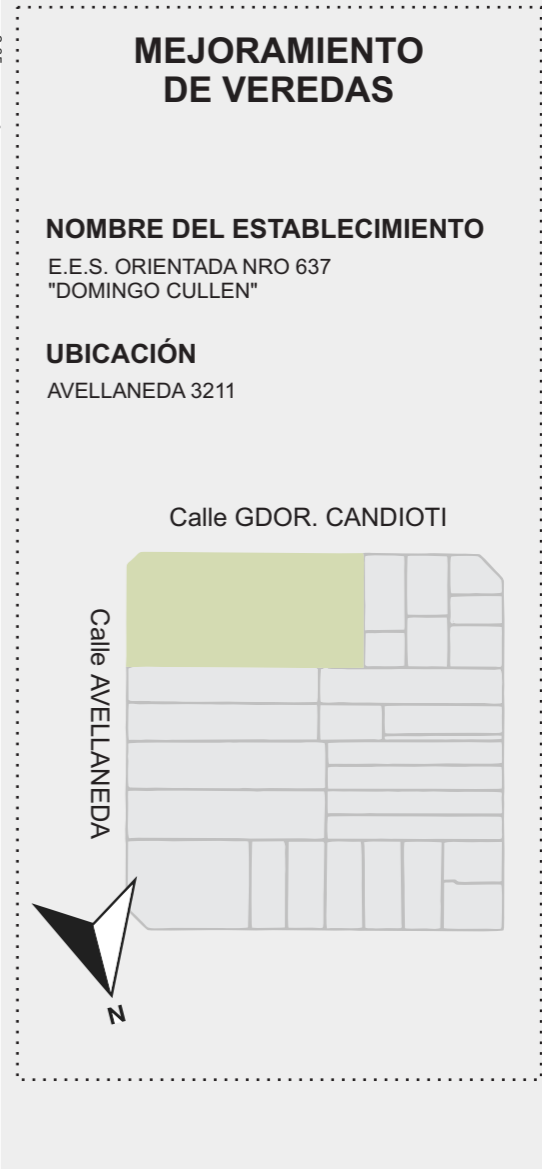 MEJORAMIENTO
DE VEREDAS
NOMBRE DEL ESTABLECIMIENTO
E.E.S. ORIENTADA NRO 637
"DOMINGO CULLEN"
UBICACIÓN
AVELLANEDA 3211
Calle GDOR. CANDIOTI
Calle AVELLANEDA
N